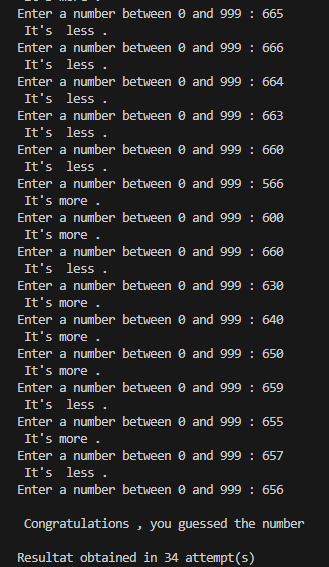 It's more .
Enter a number between 0 and 999 : 665
 It's  less .
Enter a number between 0 and 999 : 666
 It's  less .
Enter a number between 0 and 999 : 664
 It's  less .
Enter a number between 0 and 999 : 663
 It's  less .
Enter a number between 0 and 999 : 660
 It's  less .
Enter a number between 0 and 999 : 566
 It's more .
Enter a number between 0 and 999 : 600
 It's more .
Enter a number between 0 and 999 : 660
 It's  less .
Enter a number between 0 and 999 : 630
 It's more .
Enter a number between 0 and 999 : 640
 It's more .
Enter a number between 0 and 999 : 650
 It's more .
Enter a number between 0 and 999 : 659
 It's  less .
Enter a number between 0 and 999 : 655
 It's more .
Enter a number between 0 and 999 : 657
 It's  less .
Enter a number between 0 and 999 : 656
 Congratulations , you guessed the number
Resultat obtained in 34 attempt(s)